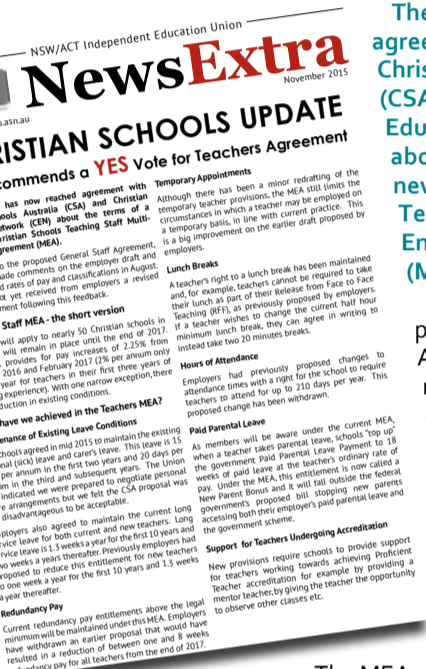 NSW/ACT Independent Education Union
NewsExtra
November 2015
.asn.au
ISTIAN SCHOOLS UPDATE
commends a YES Vote for Teachers Agreement
has now reached agreement with
ools Australia (CSA) and Christian
etwork (CEN) about the terms of a
hristian Schools Teaching Staff Multi-
greement (MEA).
o the proposed General Staff Agreement,
ade comments on the employer draft and
d rates of pay and classifications in August.
ot yet received from employers a revised
ment following this feedback.
Staff MEA - the short version
will apply to nearly 50 Christian schools in
will remain in place until the end of 2017.
provides for pay increases of 2.25% from
2016 and February 2017 (2% per annum only
year for teachers in their first three years of
g experience). With one narrow exception, there
duction in existing conditions.
have we achieved in the Teachers MEA?
enance of Existing Leave Conditions
chools agreed in mid 2015 to maintain the existing
nal (sick) leave and carer's leave. This leave is 15
per annum in the first two years and 20 days per
m in the third and subsequent years. The Union
indicated we were prepared to negotiate personal
e arrangements but we felt the CSA proposal was
disadvantageous to be acceptable.
ployers also agreed to maintain the current long
vice leave for both current and new teachers. Long
rvice leave is 1.3 weeks a year for the first 10 years and
wo weeks a years thereafter. Previously employers had
roposed to reduce this entitlement for new teachers
o one week a year for the first 10 years and 1.3 weeks
a year thereafter.
Redundancy Pay
Current redundancy pay entitlements above the legal
minimum will be maintained under this MEA. Employers
have withdrawn an earlier proposal that would have
resulted in a reduction of between one and 8 weeks
undancy pay for all teachers from the end of 2017.
Temporary Appointments
Although there has been a minor redrafting of the
temporary teacher provisions, the MEA still limits the
circumstances in which a teacher may be employed on
a temporary basis, in line with current practice. This
is a big improvement on the earlier draft proposed by
employers.
Lunch Breaks
A teacher's right to a lunch break has been maintained
and, for example, teachers cannot be required to take
their lunch as part of their Release from Face to Face
Teaching (RFF), as previously proposed by employers.
If a teacher wishes to change the current half hour
minimum lunch break, they can agree in writing to
instead take two 20 minutes breaks.
Hours of Attendance
Employers had previously proposed changes to
attendance times with a right for the school to require
teachers to attend for up to 210 days per year. This
proposed change has been withdrawn.
Paid Parental Leave
As members will be aware under the current MEA,
when a teacher takes parental leave, schools "top up"
the government Paid Parental Leave Payment to 18
weeks of paid leave at the teacher's ordinary rate of
pay. Under the MEA, this entitlement is now called a
New Parent Bonus and it will fall outside the federal
government's proposed bill stopping new parents
accessing both their employer's paid parental leave and
the government scheme.
Support for Teachers Undergoing Accreditation
New provisions require schools to provide support
for teachers working towards achieving Proficient
Teacher accreditation for example by providing a
mentor teacher, by giving the teacher the opportunity
to observe other classes etc.
The
agree
Chris
(CSA
Edu
abo
nev
Te
En
(M
p
A
The MEA